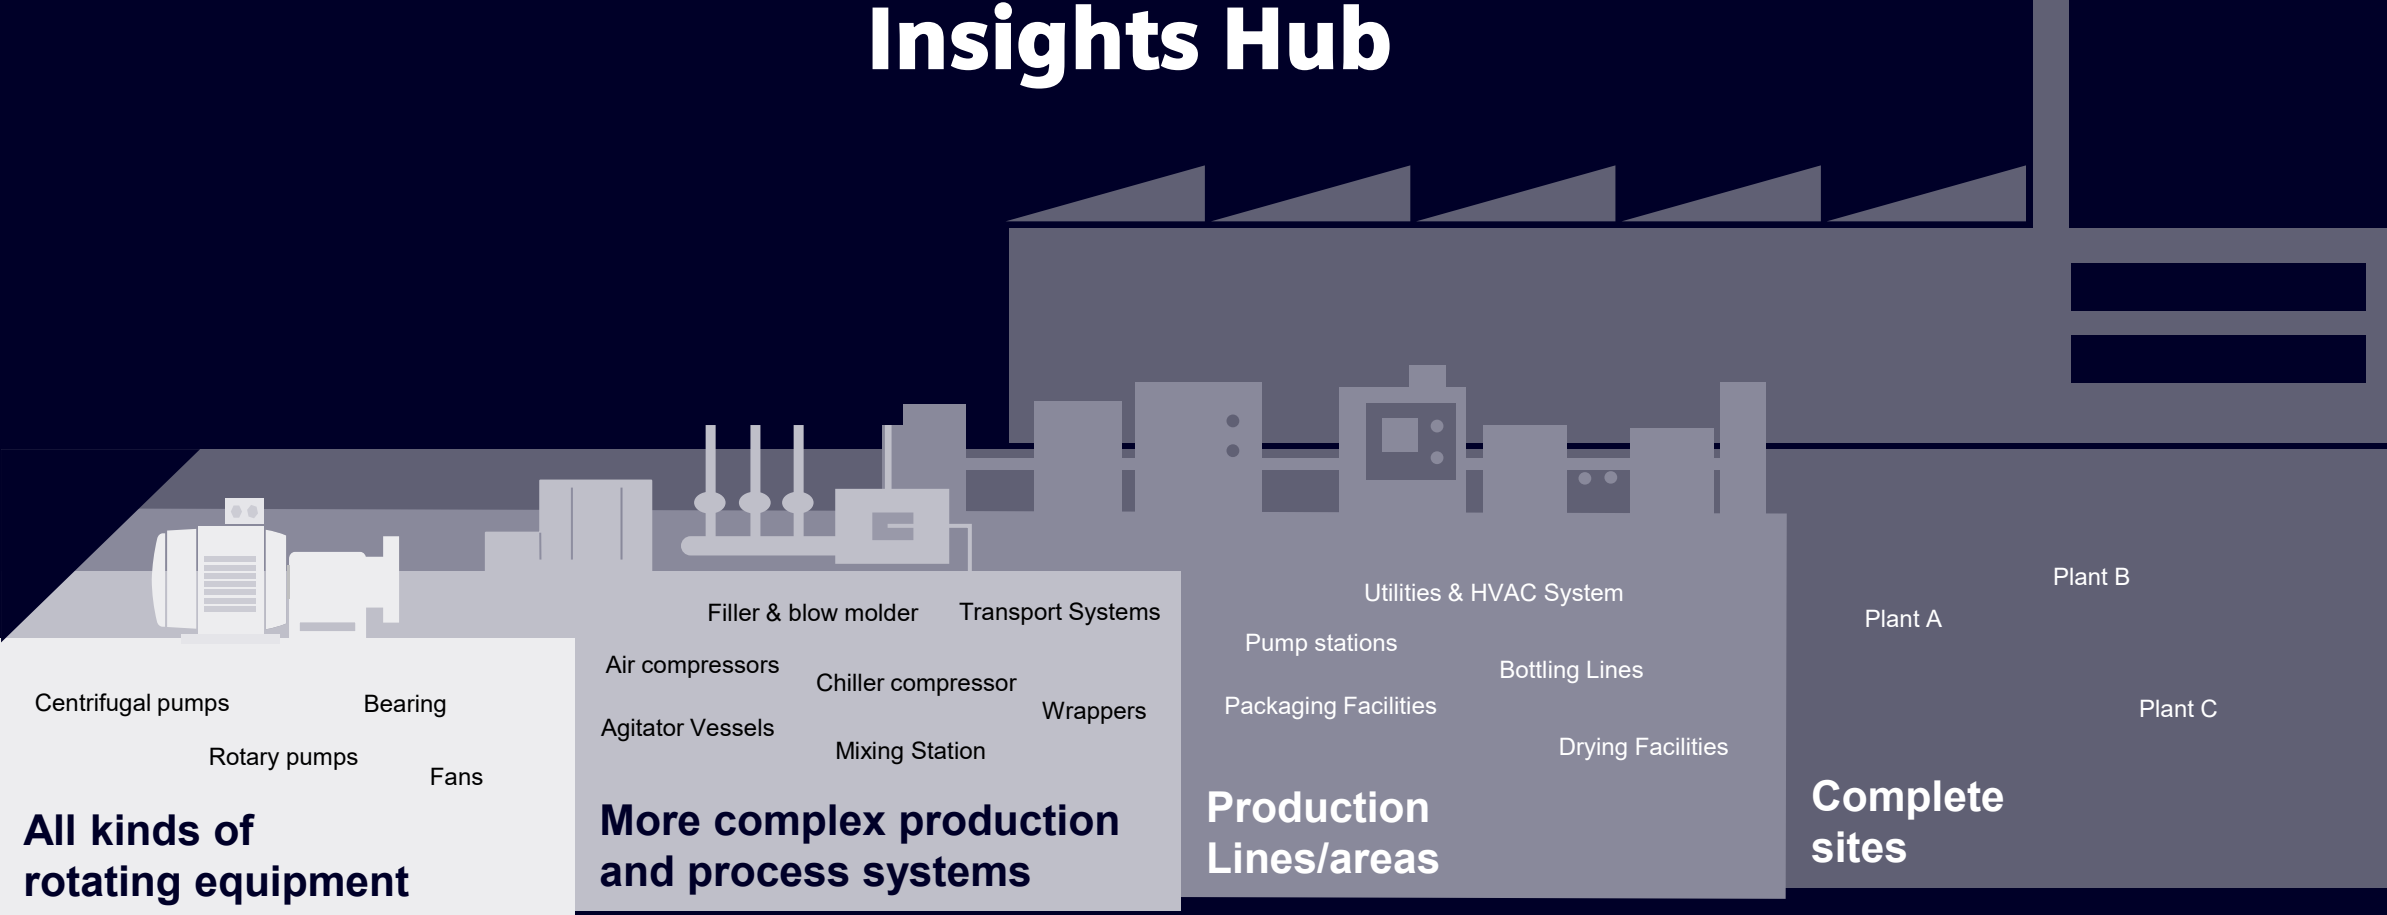 Insights Hub
Centrifugal pumps
Bearing
Rotary pumps
Fans
All kinds of
rotating equipment
Filler & blow molder
Transport Systems
Air compressors
Chiller compressor
Wrappers
Agitator Vessels
Mixing Station
More complex production
and process systems
Utilities & HVAC System
Pump stations
Bottling Lines
Packaging Facilities
Drying Facilities
Production
Lines/areas
Plant B
Plant A
Plant C
Complete
sites